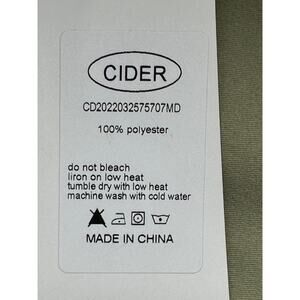 CIDER
CD2022032575707MD
100% polyester
do not bleach
liron on low heat
tumble dry with low heat
machine wash with cold water
MADE IN CHINA